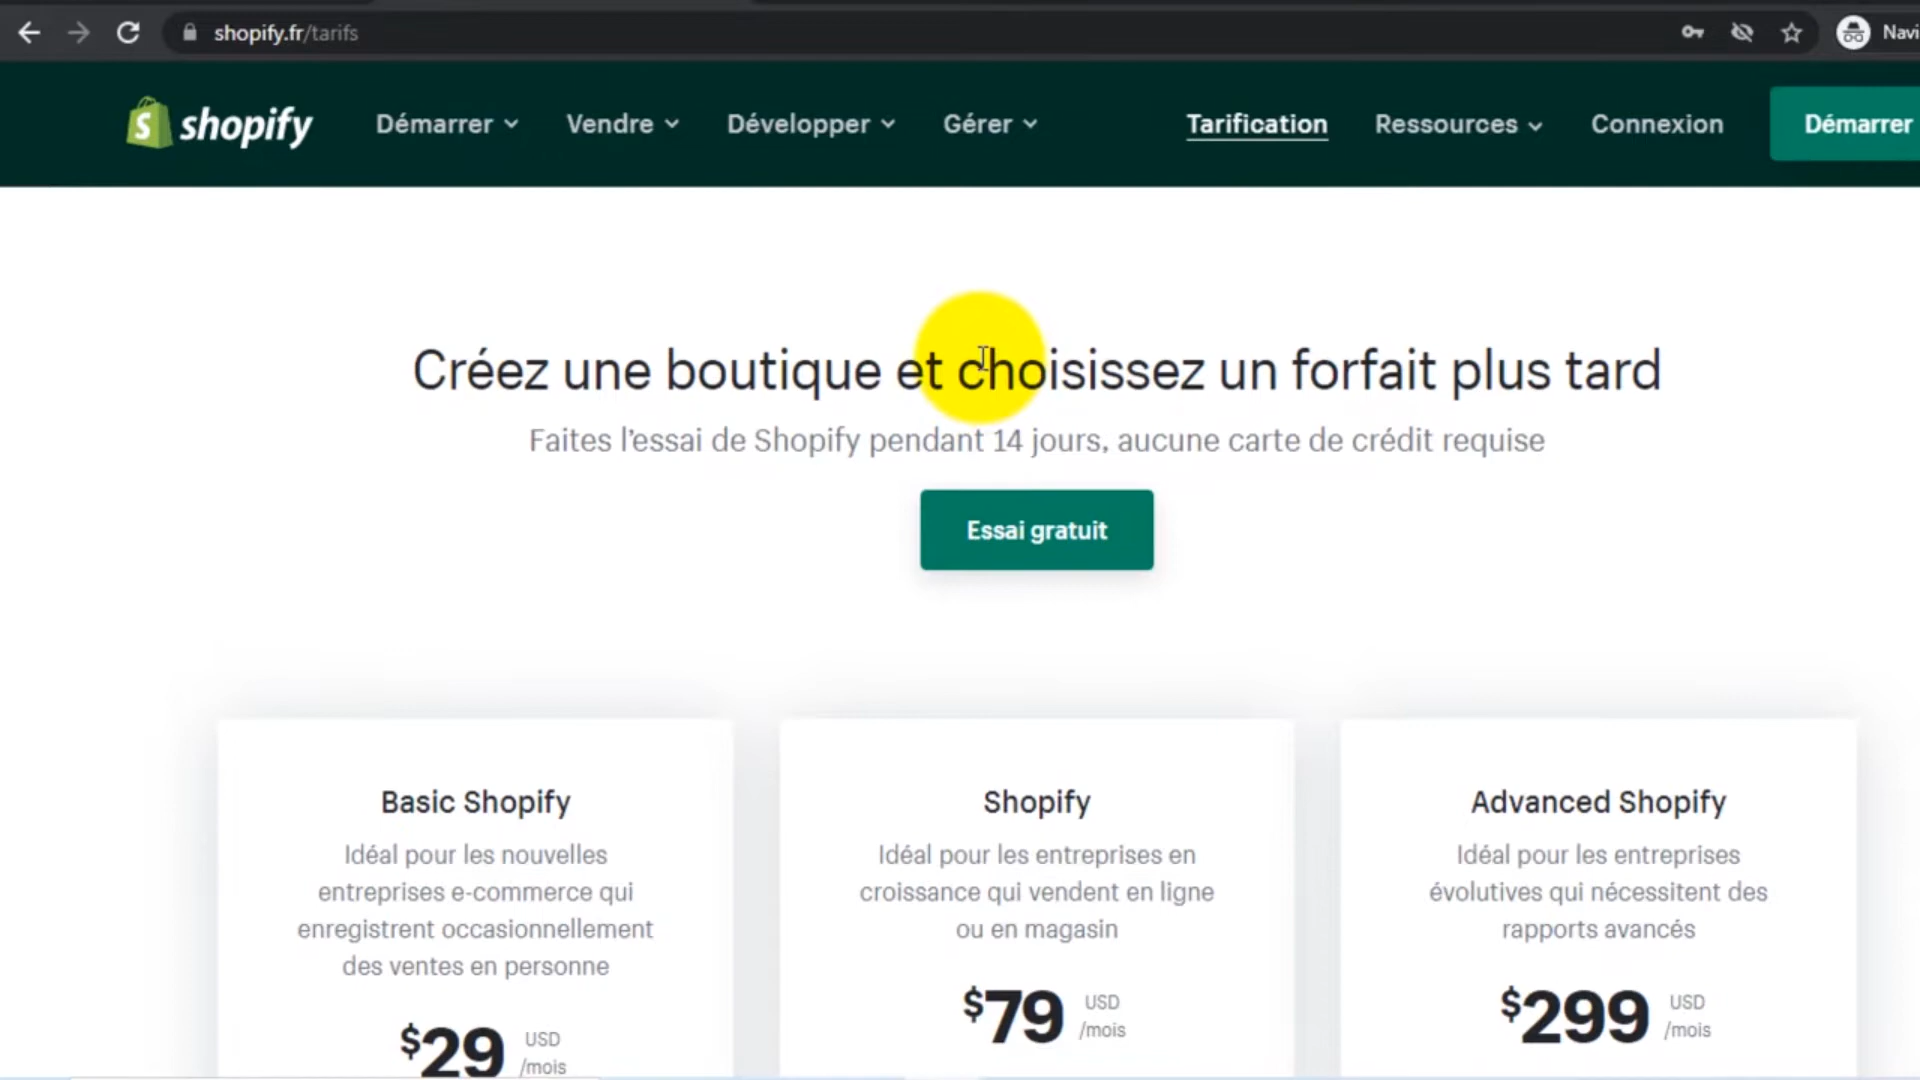 shopify.fr/tarifs
shopify Démarrer Vendre Développer Gérer Tarification Ressources Connexion Démarrer
Créez une boutique et choisissez un forfait plus tard
Faites l'essai de Shopify pendant 14 jours, aucune carte de crédit requise
Essai gratuit
Basic Shopify
Idéal pour les nouvelles
entreprises e-commerce qui
enregistrent occasionnellement
des ventes en personne
$29 USD
/mois
Shopify
Idéal pour les entreprises en
croissance qui vendent en ligne
ou en magasin
$79 USD
/mois
Advanced Shopify
Idéal pour les entreprises
évolutives qui nécessitent des
rapports avancés
$299 USD
/mois